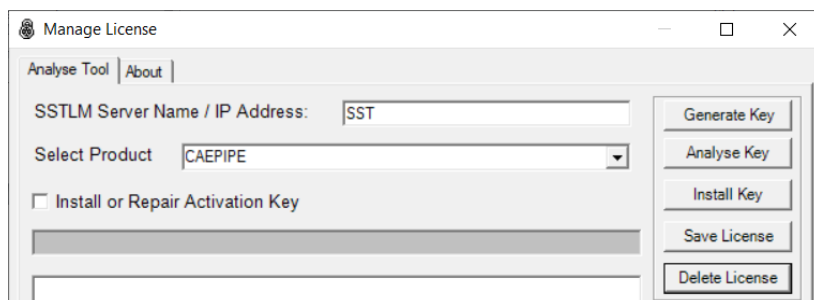 Manage License
Analyse Tool About
SSTLM Server Name / IP Address: SST
Select Product CAEPIPE
Install or Repair Activation Key
Generate Key
Analyse Key
Install Key
Save License
Delete License